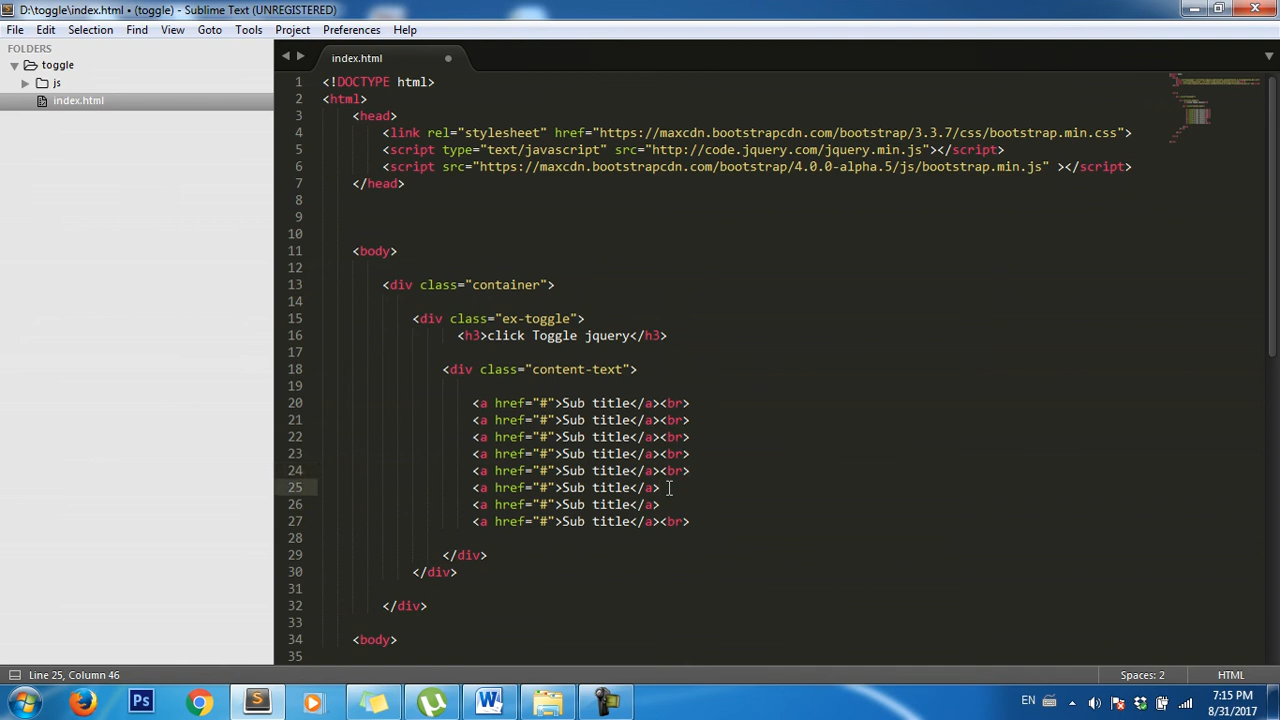 D:\toggle\index.html • (toggle) - Sublime Text (UNREGISTERED)
File Edit Selection Find View Goto Tools Project Preferences Help
FOLDERS
toggle
js
index.html
index.html
1 <!DOCTYPE html>
2 <html>
3 <head>
4 <link rel="stylesheet" href="https://maxcdn.bootstrapcdn.com/bootstrap/3.3.7/css/bootstrap.min.css">
5 <script type="text/javascript" src="http://code.jquery.com/jquery.min.js"></script>
6 <script src="https://maxcdn.bootstrapcdn.com/bootstrap/4.0.0-alpha.5/js/bootstrap.min.js" ></script>
7 </head>
8
9
10
11 <body>
12
13 <div class="container">
14
15 <div class="ex-toggle">
16 <h3>click Toggle jquery</h3>
17
18 <div class="content-text">
19
20 <a href="#">Sub title</a><br>
21 <a href="#">Sub title</a><br>
22 <a href="#">Sub title</a><br>
23 <a href="#">Sub title</a><br>
24 <a href="#">Sub title</a><br>
25 <a href="#">Sub title</a>
26 <a href="#">Sub title</a>
27 <a href="#">Sub title</a><br>
28
29 </div>
30 </div>
31
32 </div>
33
34 <body>
35
Line 25, Column 46 Spaces: 2 HTML
Ps W EN 7:15 PM
8/31/2017